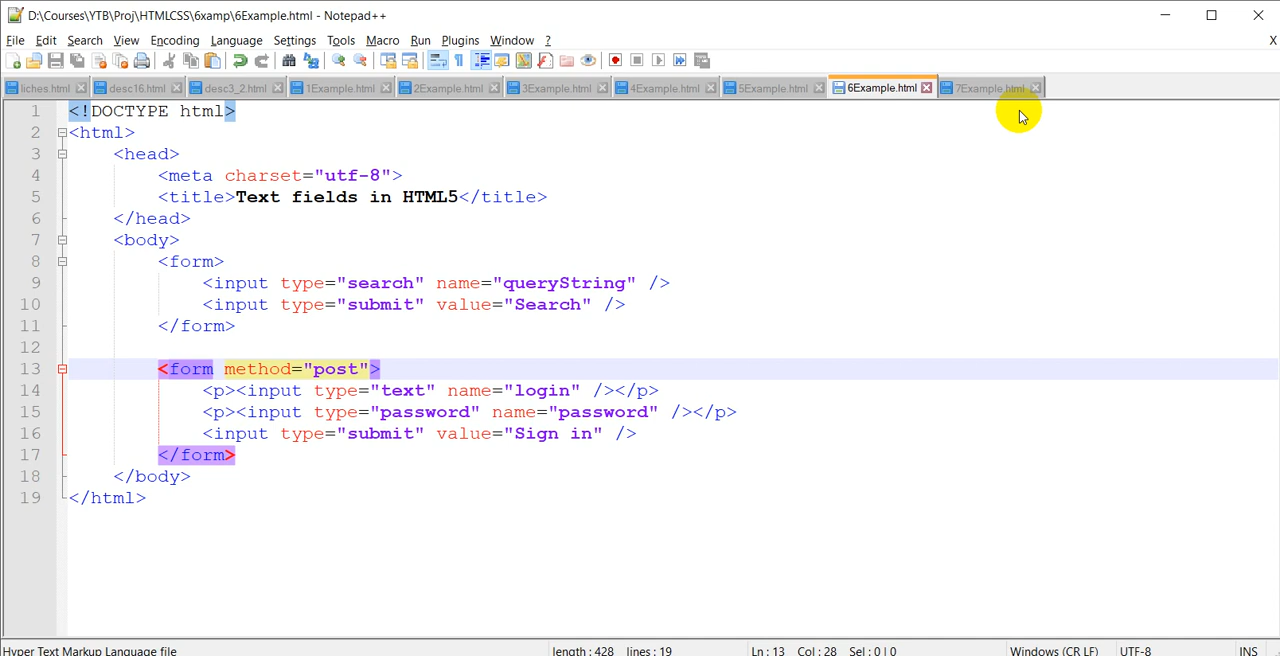 D:\Courses\YTB\Proj\HTMLCSS\6xamp\6Example.html - Notepad++
File Edit Search View Encoding Language Settings Tools Macro Run Plugins Window ? X
liches.html desc16.html desc3_2.html 1Example.html 2Example.html 3Example.html 4Example.html 5Example.html 6Example.html 7Example.html
1 <!DOCTYPE html>
2 <html>
3 <head>
4 <meta charset="utf-8">
5 <title>Text fields in HTML5</title>
6 </head>
7 <body>
8 <form>
9 <input type="search" name="queryString" />
10 <input type="submit" value="Search" />
11 </form>
12
13 <form method="post">
14 <p><input type="text" name="login" /></p>
15 <p><input type="password" name="password" /></p>
16 <input type="submit" value="Sign in" />
17 </form>
18 </body>
19 </html>
Hyper Text Markup Language file length : 428 lines : 19 Ln : 13 Col : 28 Sel : 0 | 0 Windows (CR LF) UTF-8 INS